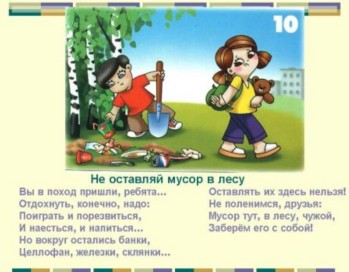 10
Не оставляй мусор в лесу
Вы в поход пришли, ребята...
Отдохнуть, конечно, надо:
Поиграть и порезвиться,
И наесться, и напиться...
Но вокруг остались банки,
Целлофан, железки, склянки...
Оставлять их здесь нельзя!
Не поленимся, друзья:
Мусор тут, в лесу, чужой,
Заберём его с собой!